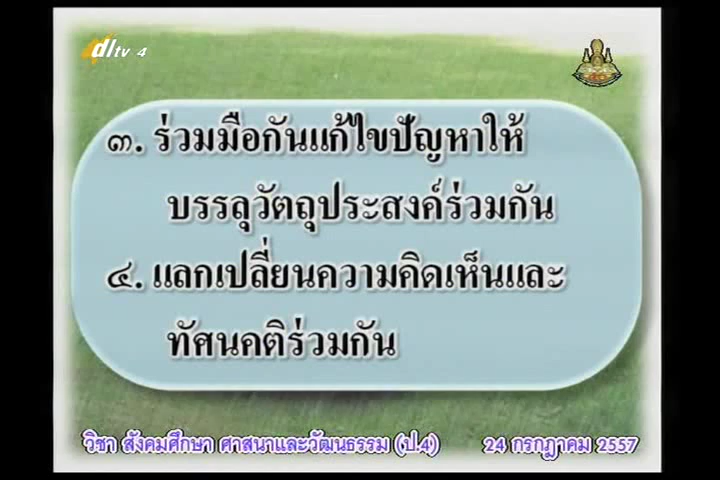 dltv 4
๓. ร่วมมือกันแก้ไขปัญหาให้
บรรลุวัตถุประสงค์ร่วมกัน
๔. แลกเปลี่ยนความคิดเห็นและ
ทัศนคติร่วมกัน
วิชา สังคมศึกษา ศาสนาและวัฒนธรรม (ป.4) 24 กรกฎาคม 2557